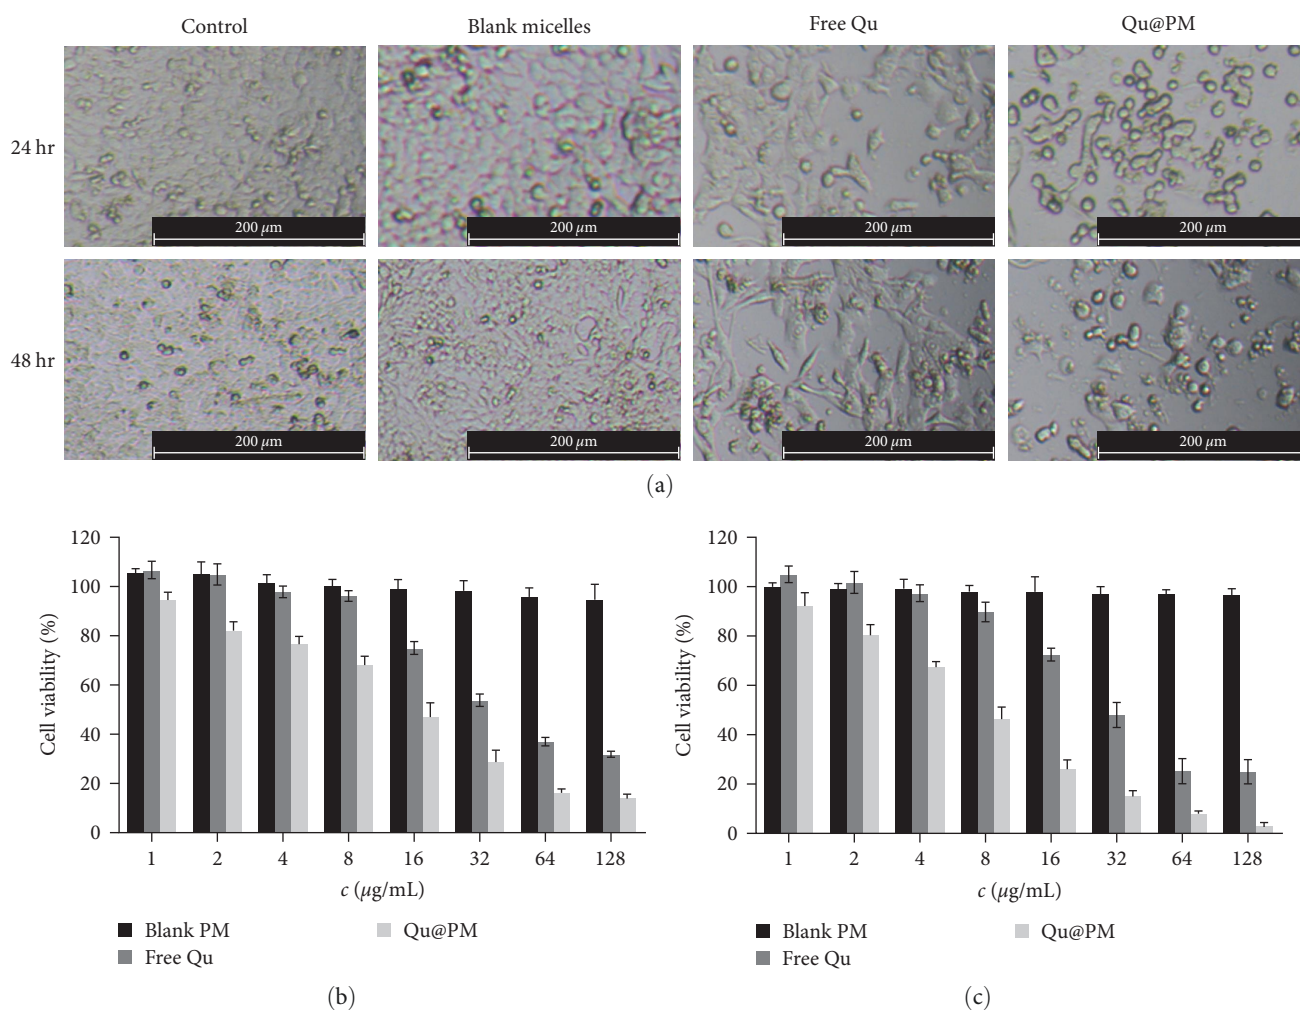 Control Blank micelles Free Qu Qu@PM
24 hr
200 μm 200 μm 200 μm 200 μm
48 hr
200 μm 200 μm 200 μm 200 μm
(a)
120
100
80
60
40
20
0
Cell viability (%)
1 2 4 8 16 32 64 128
c (μg/mL)
Blank PM
Free Qu
Qu@PM
(b)
120
100
80
60
40
20
0
Cell viability (%)
1 2 4 8 16 32 64 128
c (μg/mL)
Blank PM
Free Qu
Qu@PM
(c)